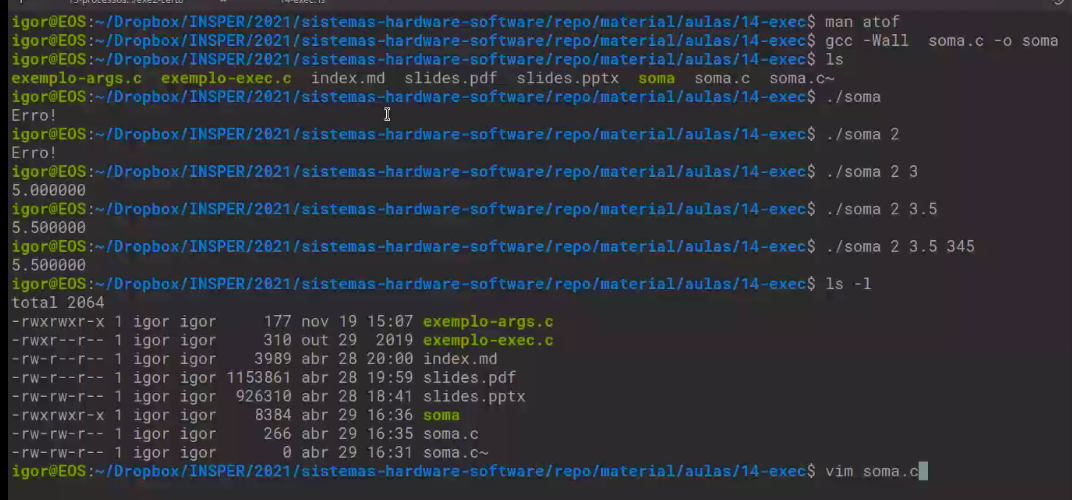 igor@EOS:~/Dropbox/INSPER/2021/sistemas-hardware-software/repo/material/aulas/14-exec$ man atof
igor@EOS:~/Dropbox/INSPER/2021/sistemas-hardware-software/repo/material/aulas/14-exec$ gcc -Wall  soma.c -o soma
igor@EOS:~/Dropbox/INSPER/2021/sistemas-hardware-software/repo/material/aulas/14-exec$ ls
exemplo-args.c  exemplo-exec.c  index.md  slides.pdf  slides.pptx  soma  soma.c  soma.c~
igor@EOS:~/Dropbox/INSPER/2021/sistemas-hardware-software/repo/material/aulas/14-exec$ ./soma
Erro!
igor@EOS:~/Dropbox/INSPER/2021/sistemas-hardware-software/repo/material/aulas/14-exec$ ./soma 2
Erro!
igor@EOS:~/Dropbox/INSPER/2021/sistemas-hardware-software/repo/material/aulas/14-exec$ ./soma 2 3
5.000000
igor@EOS:~/Dropbox/INSPER/2021/sistemas-hardware-software/repo/material/aulas/14-exec$ ./soma 2 3.5
5.500000
igor@EOS:~/Dropbox/INSPER/2021/sistemas-hardware-software/repo/material/aulas/14-exec$ ./soma 2 3.5 345
5.500000
igor@EOS:~/Dropbox/INSPER/2021/sistemas-hardware-software/repo/material/aulas/14-exec$ ls -l
total 2064
-rwxrwxr-x 1 igor igor     177 nov 19 15:07 exemplo-args.c
-rwxr--r-- 1 igor igor     310 out 29  2019 exemplo-exec.c
-rw-r--r-- 1 igor igor    3989 abr 28 20:00 index.md
-rw-rw-r-- 1 igor igor 1153861 abr 28 19:59 slides.pdf
-rw-rw-r-- 1 igor igor  926310 abr 28 18:41 slides.pptx
-rwxrwxr-x 1 igor igor    8384 abr 29 16:36 soma
-rw-rw-r-- 1 igor igor     266 abr 29 16:35 soma.c
-rw-rw-r-- 1 igor igor       0 abr 29 16:31 soma.c~
igor@EOS:~/Dropbox/INSPER/2021/sistemas-hardware-software/repo/material/aulas/14-exec$ vim soma.c